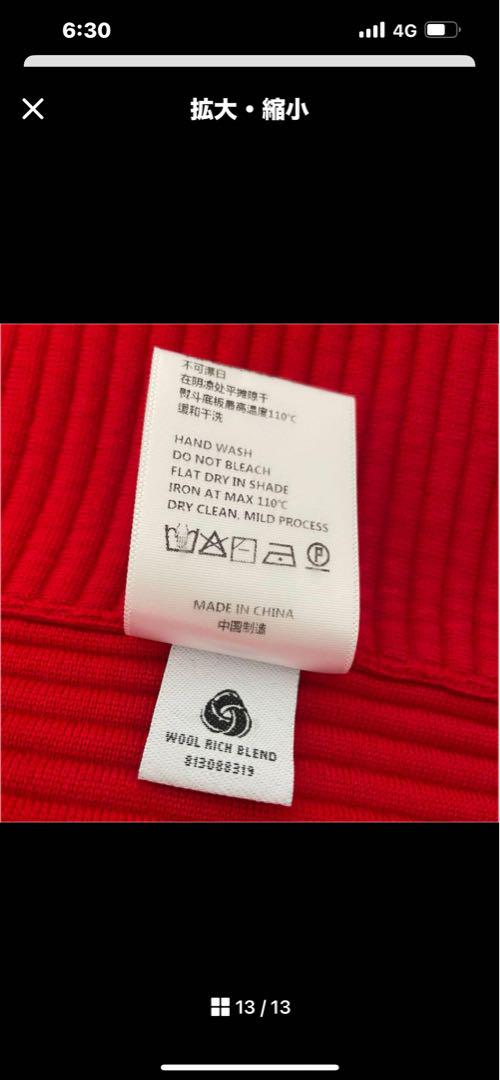 6:30
4G
拡大・縮小
不可漂白
在阴凉处平摊晾干
熨斗底板最高温度110℃
缓和干洗
HAND WASH
DO NOT BLEACH
FLAT DRY IN SHADE
IRON AT MAX 110℃
DRY CLEAN, MILD PROCESS
P
MADE IN CHINA
中国制造
WOOL RICH BLEND
813088319
13 / 13